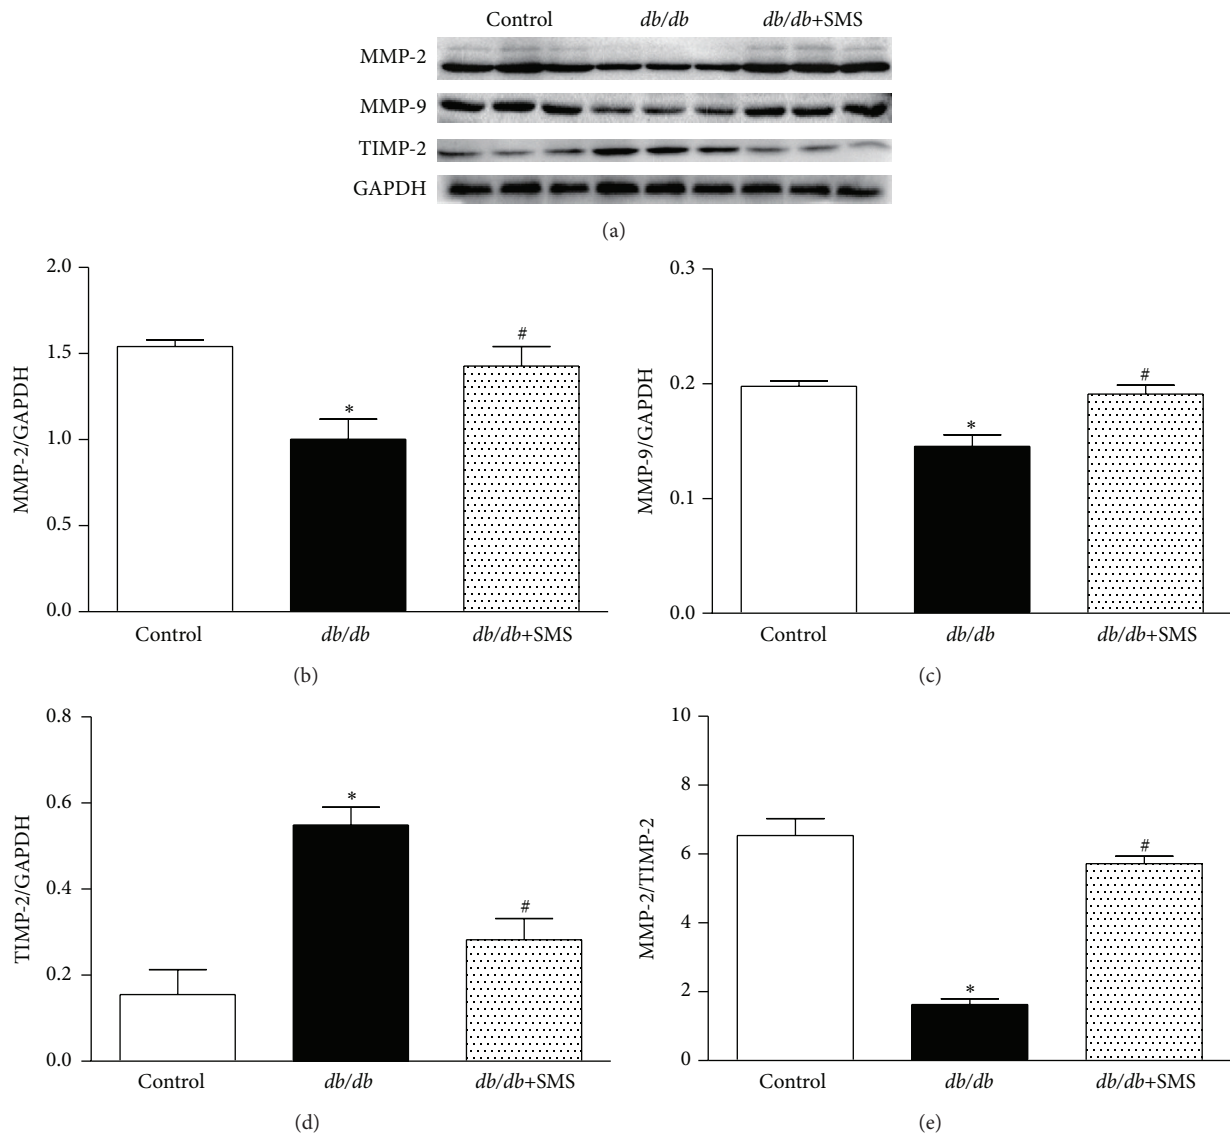 Control db/db db/db+SMS
MMP-2
MMP-9
TIMP-2
GAPDH
(a)
2.0
1.5
1.0
0.5
0.0
MMP-2/GAPDH
*
#
Control db/db db/db+SMS
(b)
0.3
0.2
0.1
0.0
MMP-9/GAPDH
*
#
Control db/db db/db+SMS
(c)
0.8
0.6
0.4
0.2
0.0
TIMP-2/GAPDH
*
#
Control db/db db/db+SMS
(d)
10
8
6
4
2
0
MMP-2/TIMP-2
*
#
Control db/db db/db+SMS
(e)